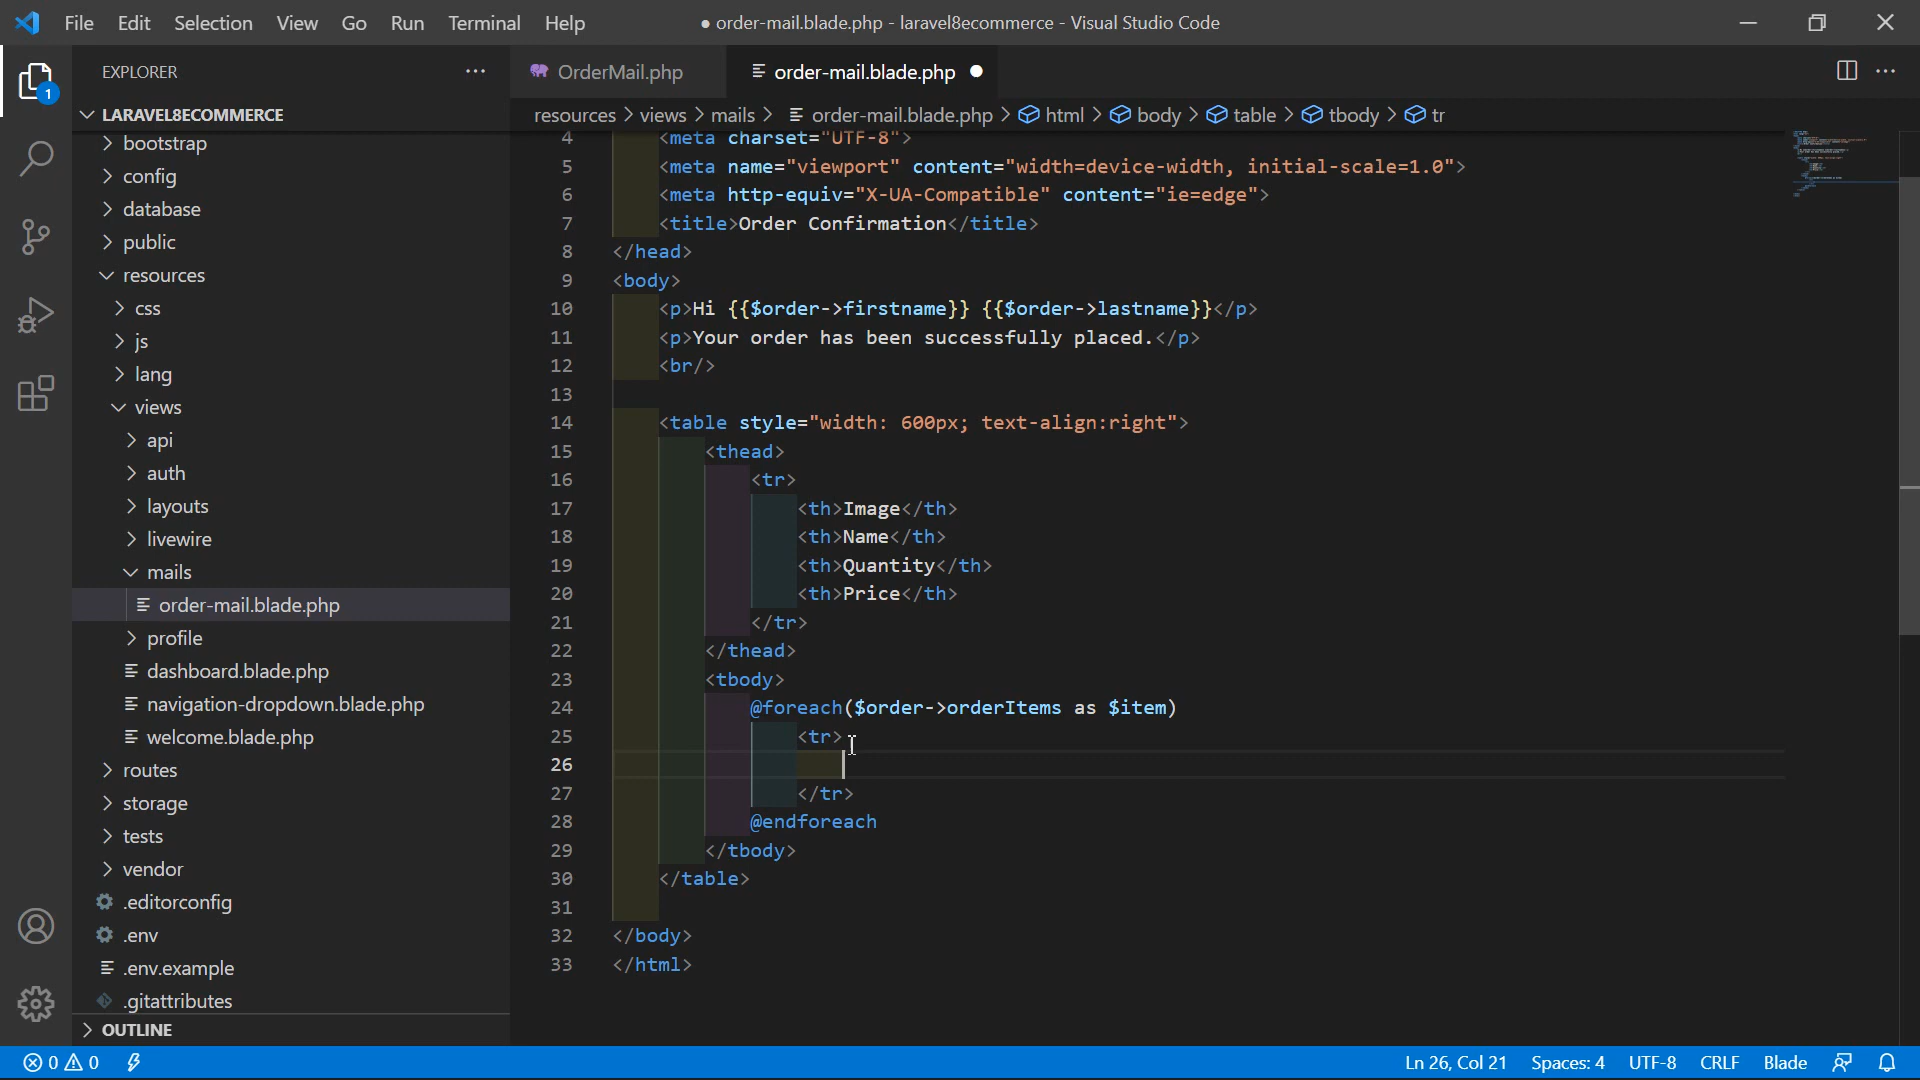 File Edit Selection View Go Run Terminal Help ● order-mail.blade.php - laravel8ecommerce - Visual Studio Code
EXPLORER
OrderMail.php
order-mail.blade.php
resources > views > mails > order-mail.blade.php > html > body > table > tbody > tr
1
LARAVEL8ECOMMERCE
bootstrap
config
database
public
resources
css
js
lang
views
api
auth
layouts
livewire
mails
order-mail.blade.php
profile
dashboard.blade.php
navigation-dropdown.blade.php
welcome.blade.php
routes
storage
tests
vendor
.editorconfig
.env
.env.example
.gitattributes
OUTLINE
4 <meta charset="UTF-8">
5 <meta name="viewport" content="width=device-width, initial-scale=1.0">
6 <meta http-equiv="X-UA-Compatible" content="ie=edge">
7 <title>Order Confirmation</title>
8 </head>
9 <body>
10 <p>Hi {{$order->firstname}} {{$order->lastname}}</p>
11 <p>Your order has been successfully placed.</p>
12 <br/>
13
14 <table style="width: 600px; text-align:right">
15 <thead>
16 <tr>
17 <th>Image</th>
18 <th>Name</th>
19 <th>Quantity</th>
20 <th>Price</th>
21 </tr>
22 </thead>
23 <tbody>
24 @foreach($order->orderItems as $item)
25 <tr>
26
27 </tr>
28 @endforeach
29 </tbody>
30 </table>
31
32 </body>
33 </html>
0 0 Ln 26, Col 21 Spaces: 4 UTF-8 CRLF Blade